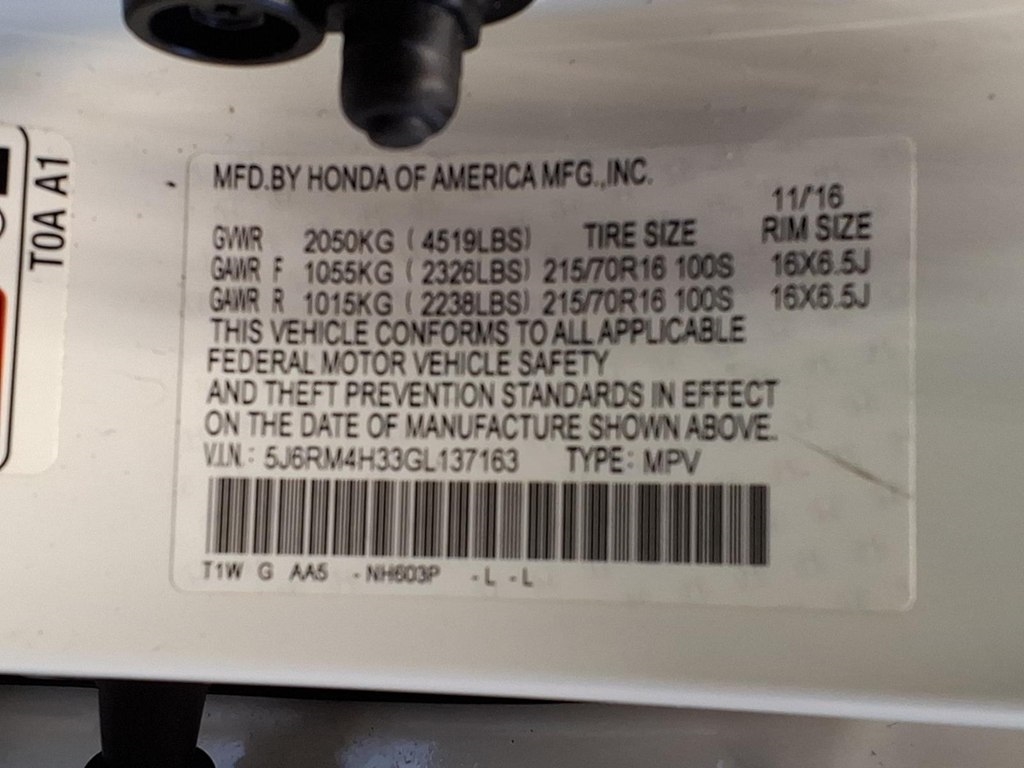 T0A A1
MFD.BY HONDA OF AMERICA MFG.,INC.
11/'16
GVWR 2050KG ( 4519LBS) TIRE SIZE RIM SIZE
GAWR F 1055KG ( 2326LBS) 215/70R16 100S 16X6.5J
GAWR R 1015KG ( 2238LBS) 215/70R16 100S 16X6.5J
THIS VEHICLE CONFORMS TO ALL APPLICABLE
FEDERAL MOTOR VEHICLE SAFETY
AND THEFT PREVENTION STANDARDS IN EFFECT
ON THE DATE OF MANUFACTURE SHOWN ABOVE.
V.I.N.: 5J6RM4H33GL137163 TYPE: MPV
T1W G AA5 -NH603P -L -L